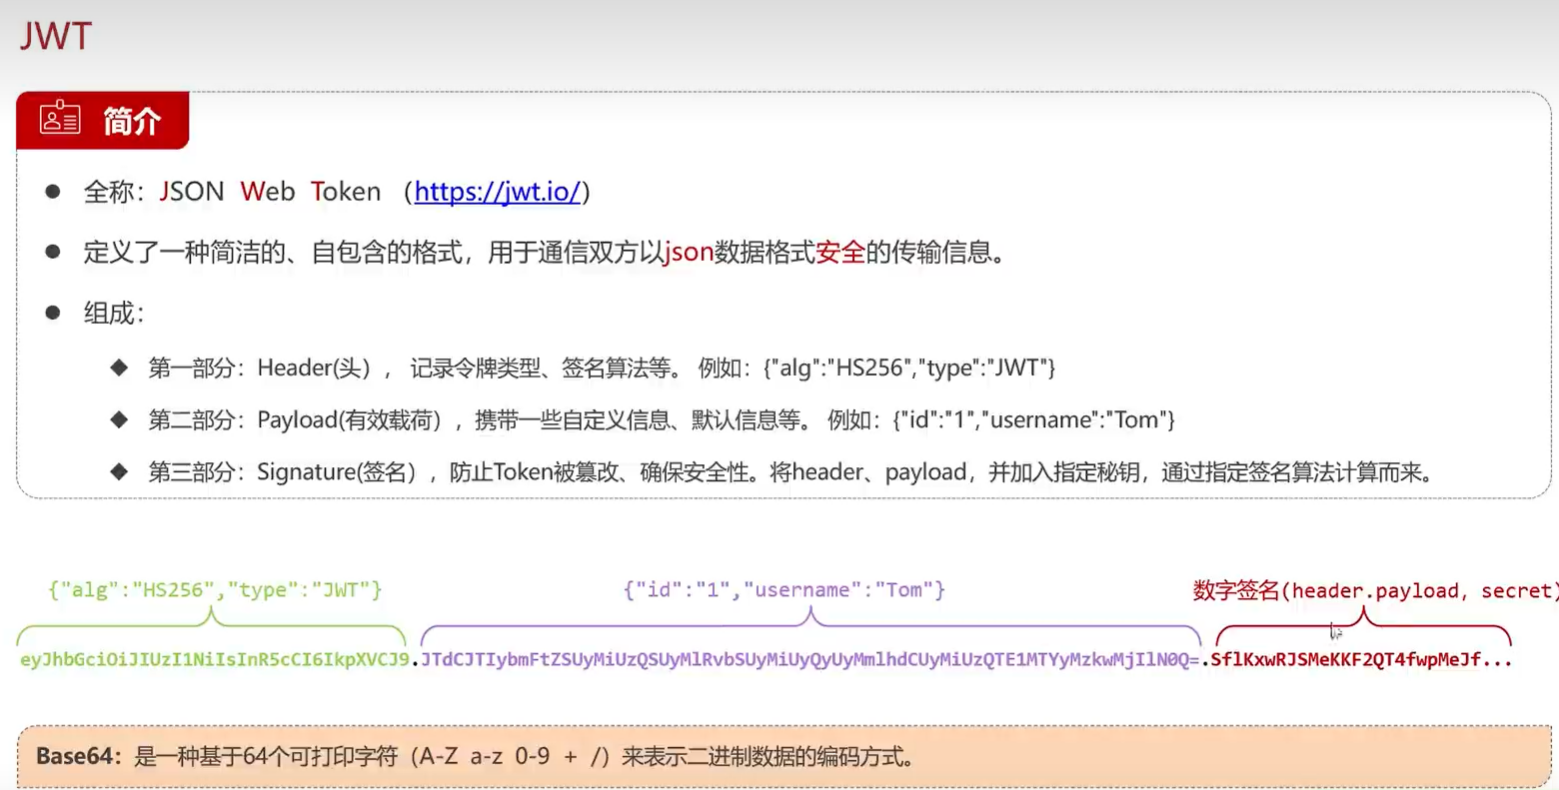 JWT
简介
● 全称：JSON Web Token （https://jwt.io/）
● 定义了一种简洁的、自包含的格式，用于通信双方以json数据格式安全的传输信息。
● 组成：
◆ 第一部分：Header(头）， 记录令牌类型、签名算法等。 例如：{"alg":"HS256","type":"JWT"}
◆ 第二部分：Payload(有效载荷），携带一些自定义信息、默认信息等。 例如：{"id":"1","username":"Tom"}
◆ 第三部分：Signature(签名），防止Token被篡改、确保安全性。将header、payload，并加入指定秘钥，通过指定签名算法计算而来。
{"alg":"HS256","type":"JWT"} {"id":"1","username":"Tom"} 数字签名(header.payload, secret)
eyJhbGciOiJIUzI1NiIsInR5cCI6IkpXVCJ9.JTdCJTIybmFtZSUyMiUzQSUyMlRvbSUyMiUyQyUyMmlhdCUyMiUzQTE1MTYyMzkwMjIlN0Q=.SflKxwRJSMeKKF2QT4fwpMeJf...
Base64：是一种基于64个可打印字符（A-Z a-z 0-9 + /）来表示二进制数据的编码方式。